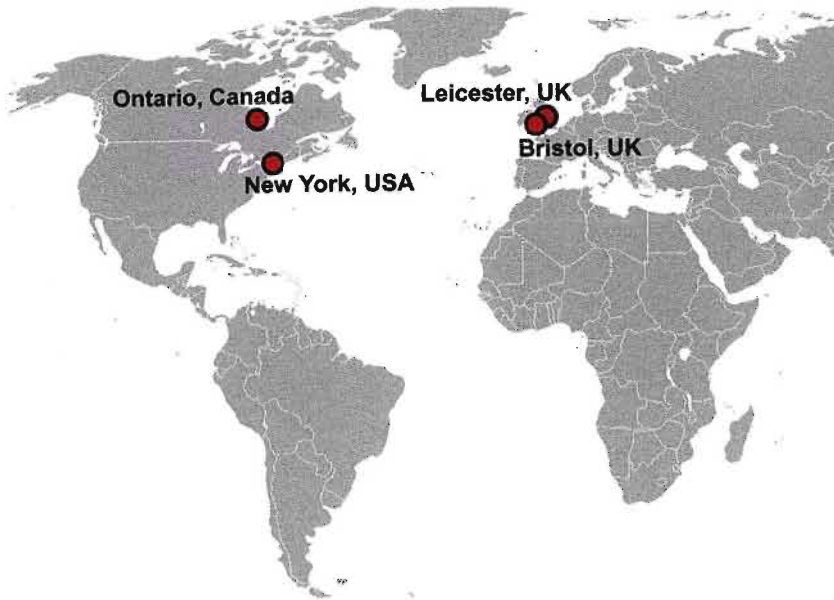 Ontario, Canada
Leicester, UK
Bristol, UK
New York, USA